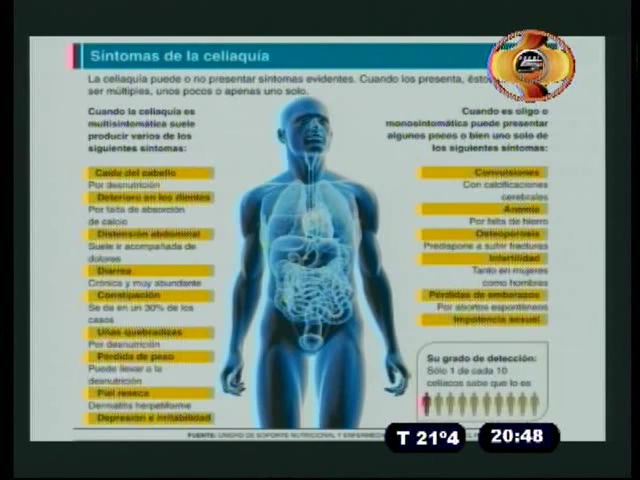 Síntomas de la celiaquía
La celiaquía puede o no presentar síntomas evidentes. Cuando los presenta, ésto
ser múltiples, unos pocos o apenas uno solo.
Cuando la celiaquía es
multisintomática suele
producir varios de los
siguientes síntomas:
Caída del cabello
Por desnutrición
Deterioro en los dientes
Por falta de absorción
de calcio
Distensión abdominal
Suele ir acompañada de
dolores
Diarrea
Crónica y muy abundante
Constipación
Se da en un 30% de los
casos
Uñas quebradizas
Por desnutrición
Pérdida de peso
Puede llevar a la
desnutrición
Piel reseca
Dermatitis herpetiforme
Depresión e irritabilidad
Cuando es oligo o
monosintomática puede presentar
algunos pocos o bien uno solo de
los siguientes síntomas:
Convulsiones
Con calcificaciones
cerebrales
Anemia
Por falta de hierro
Osteoporosis
Predispone a sufrir fracturas
Infertilidad
Tanto en mujeres
como hombres
Pérdidas de embarazos
Por abortos espontáneos
Impotencia sexual
Su grado de detección:
Sólo 1 de cada 10
celíacos sabe que lo es
FUENTE: UNIDAD DE SOPORTE NUTRICIONAL Y ENFERME
T 21º4
20:48